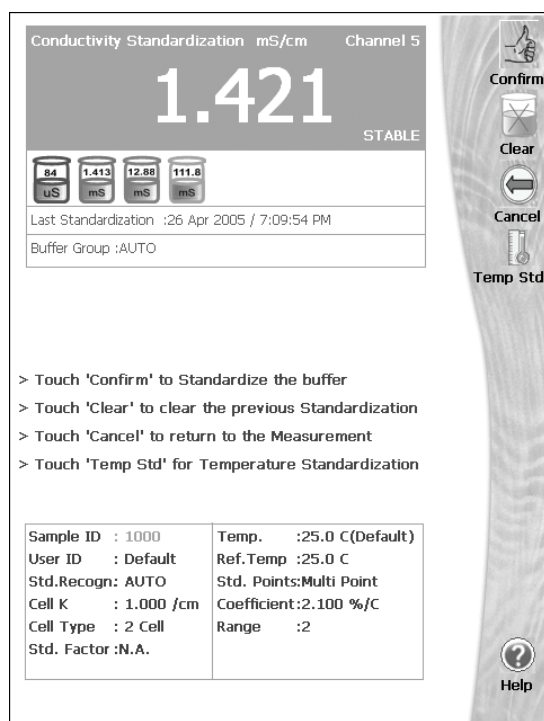 Conductivity Standardization mS/cm Channel 5
1.421
STABLE
84 1.413 12.88 111.8
uS mS mS mS
Last Standardization :26 Apr 2005 / 7:09:54 PM
Buffer Group :AUTO
Confirm
Clear
Cancel
Temp Std
> Touch 'Confirm' to Standardize the buffer
> Touch 'Clear' to clear the previous Standardization
> Touch 'Cancel' to return to the Measurement
> Touch 'Temp Std' for Temperature Standardization
Sample ID : 1000
User ID : Default
Std.Recogn: AUTO
Cell K : 1.000 /cm
Cell Type : 2 Cell
Std. Factor :N.A.
Temp. :25.0 C(Default)
Ref.Temp :25.0 C
Std. Points:Multi Point
Coefficient:2.100 %/C
Range :2
Help